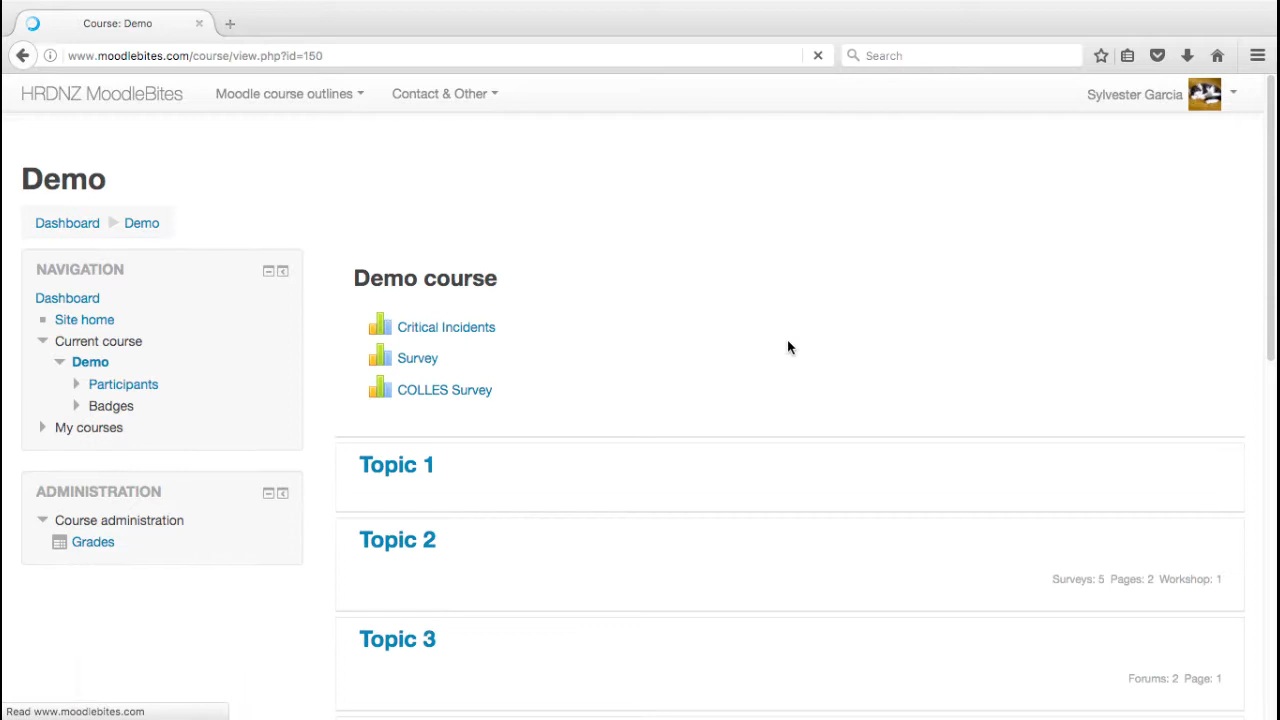 Course: Demo
www.moodlebites.com/course/view.php?id=150
Search
HRDNZ MoodleBites
Moodle course outlines
Contact & Other
Sylvester Garcia
Demo
Dashboard Demo
NAVIGATION
Dashboard
Site home
Current course
Demo
Participants
Badges
My courses
ADMINISTRATION
Course administration
Grades
Demo course
Critical Incidents
Survey
COLLES Survey
Topic 1
Topic 2
Surveys: 5 Pages: 2 Workshop: 1
Topic 3
Forums: 2 Page: 1
Read www.moodlebites.com